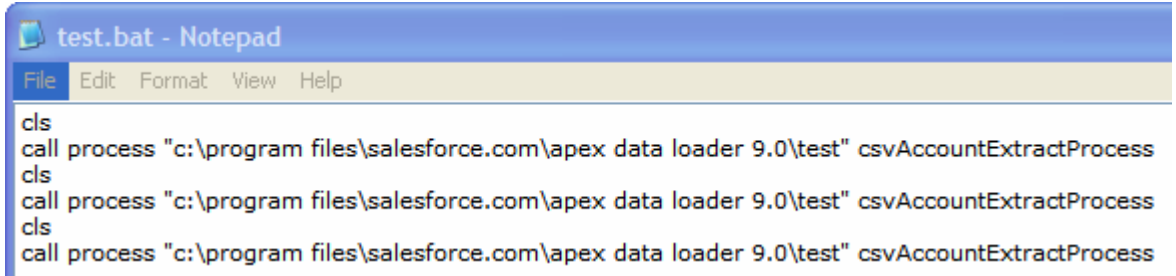 test.bat - Notepad
File Edit Format View Help
cls
call process "c:\program files\salesforce.com\apex data loader 9.0\test" csvAccountExtractProcess
cls
call process "c:\program files\salesforce.com\apex data loader 9.0\test" csvAccountExtractProcess
cls
call process "c:\program files\salesforce.com\apex data loader 9.0\test" csvAccountExtractProcess